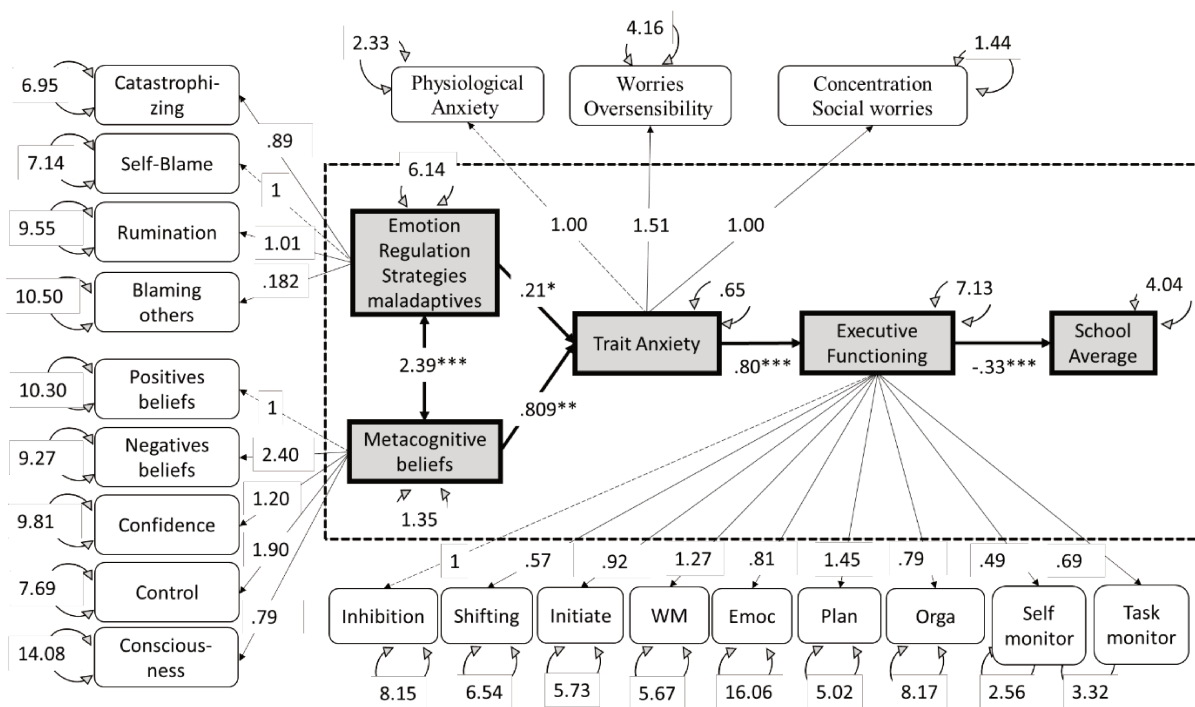 2.33
4.16
1.44
Physiological
Anxiety
Worries
Oversensibility
Concentration
Social worries
6.95
Catastrophi-
zing
.89
7.14
Self-Blame
1
9.55
Rumination
1.01
10.50
Blaming
others
.182
10.30
Positives
beliefs
1
9.27
Negatives
beliefs
2.40
9.81
Confidence
1.20
7.69
Control
1.90
14.08
Conscious-
ness
.79
6.14
Emotion
Regulation
Strategies
maladaptives
2.39***
Metacognitive
beliefs
1.35
.21*
.809**
1.00
1.51
1.00
.65
Trait Anxiety
.80***
7.13
Executive
Functioning
-.33***
4.04
School
Average
1
.57
.92
1.27
.81
1.45
.79
.49
.69
Inhibition
Shifting
Initiate
WM
Emoc
Plan
Orga
Self
monitor
Task
monitor
8.15
6.54
5.73
5.67
16.06
5.02
8.17
2.56
3.32